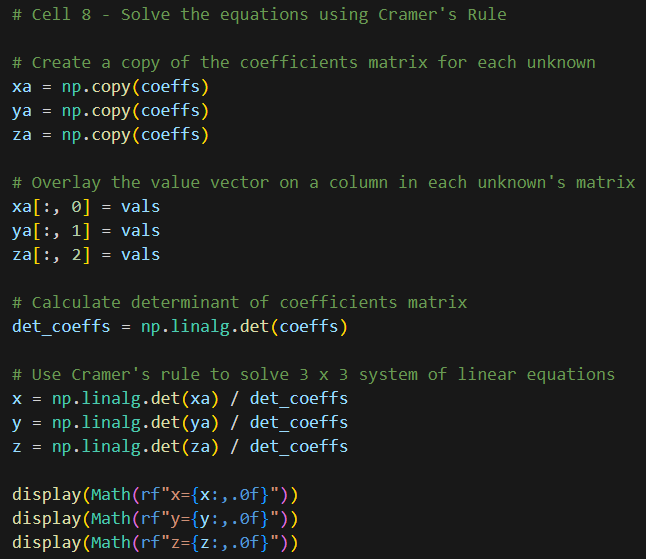 # Cell 8 - Solve the equations using Cramer's Rule
# Create a copy of the coefficients matrix for each unknown
xa = np.copy(coeffs)
ya = np.copy(coeffs)
za = np.copy(coeffs)
# Overlay the value vector on a column in each unknown's matrix
xa[:, 0] = vals
ya[:, 1] = vals
za[:, 2] = vals
# Calculate determinant of coefficients matrix
det_coeffs = np.linalg.det(coeffs)
# Use Cramer's rule to solve 3 x 3 system of linear equations
x = np.linalg.det(xa) / det_coeffs
y = np.linalg.det(ya) / det_coeffs
z = np.linalg.det(za) / det_coeffs
display(Math(rf"x={x:,.0f}"))
display(Math(rf"y={y:,.0f}"))
display(Math(rf"z={z:,.0f}"))